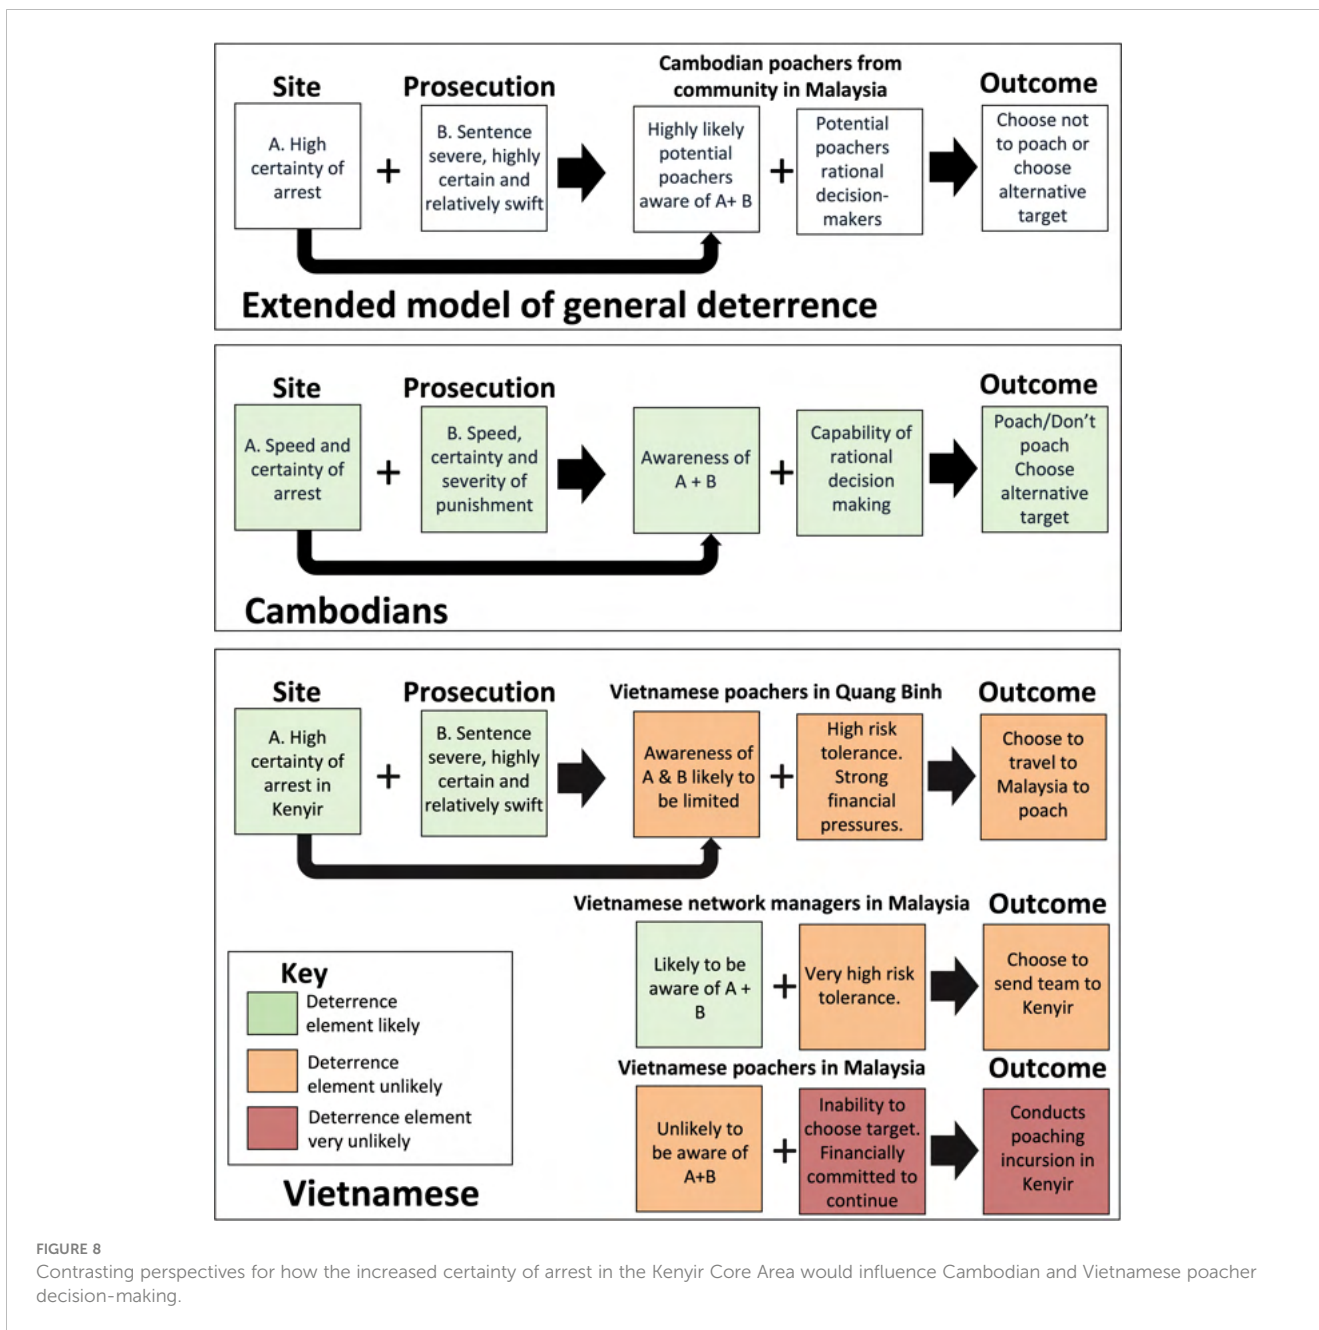 Site
Prosecution
Cambodian poachers from
community in Malaysia
Outcome
A. High
certainty of
arrest
+
B. Sentence
severe, highly
certain and
relatively swift
Highly likely
potential
poachers
aware of A+ B
+
Potential
poachers
rational
decision-
makers
Choose not
to poach or
choose
alternative
target
Extended model of general deterrence
Site
Prosecution
Outcome
A. Speed and
certainty of
arrest
+
B. Speed,
certainty and
severity of
punishment
Awareness of
A + B
+
Capability of
rational
decision
making
Poach/Don't
poach
Choose
alternative
target
Cambodians
Site
Prosecution
Vietnamese poachers in Quang Binh
Outcome
A. High
certainty of
arrest in
Kenyir
+
B. Sentence
severe, highly
certain and
relatively swift
Awareness of
A & B likely to
be limited
+
High risk
tolerance.
Strong
financial
pressures.
Choose to
travel to
Malaysia to
poach
Vietnamese network managers in Malaysia
Outcome
Likely to be
aware of A +
B
+
Very high risk
tolerance.
Choose to
send team to
Kenyir
Vietnamese poachers in Malaysia
Outcome
Unlikely to
be aware of
A+B
+
Inability to
choose target.
Financially
committed to
continue
Conducts
poaching
incursion in
Kenyir
Key
Deterrence
element likely
Deterrence
element unlikely
Deterrence element
very unlikely
Vietnamese
FIGURE 8
Contrasting perspectives for how the increased certainty of arrest in the Kenyir Core Area would influence Cambodian and Vietnamese poacher
decision-making.